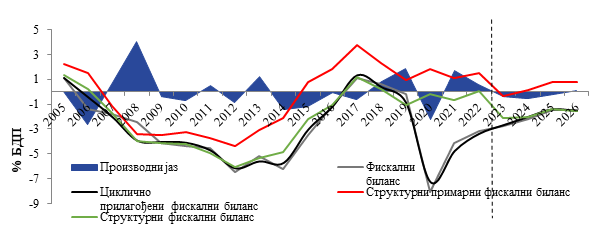 5
3
1
-1
-3
-5
-7
-9
% БДП
2005 2006 2007 2008 2009 2010 2011 2012 2013 2014 2015 2016 2017 2018 2019 2020 2021 2022 2023 2024 2025 2026
Производни јаз
Фискални
биланс
Циклично
прилагођени фискални биланс
Структурни примарни фискални биланс
Структурни фискални биланс